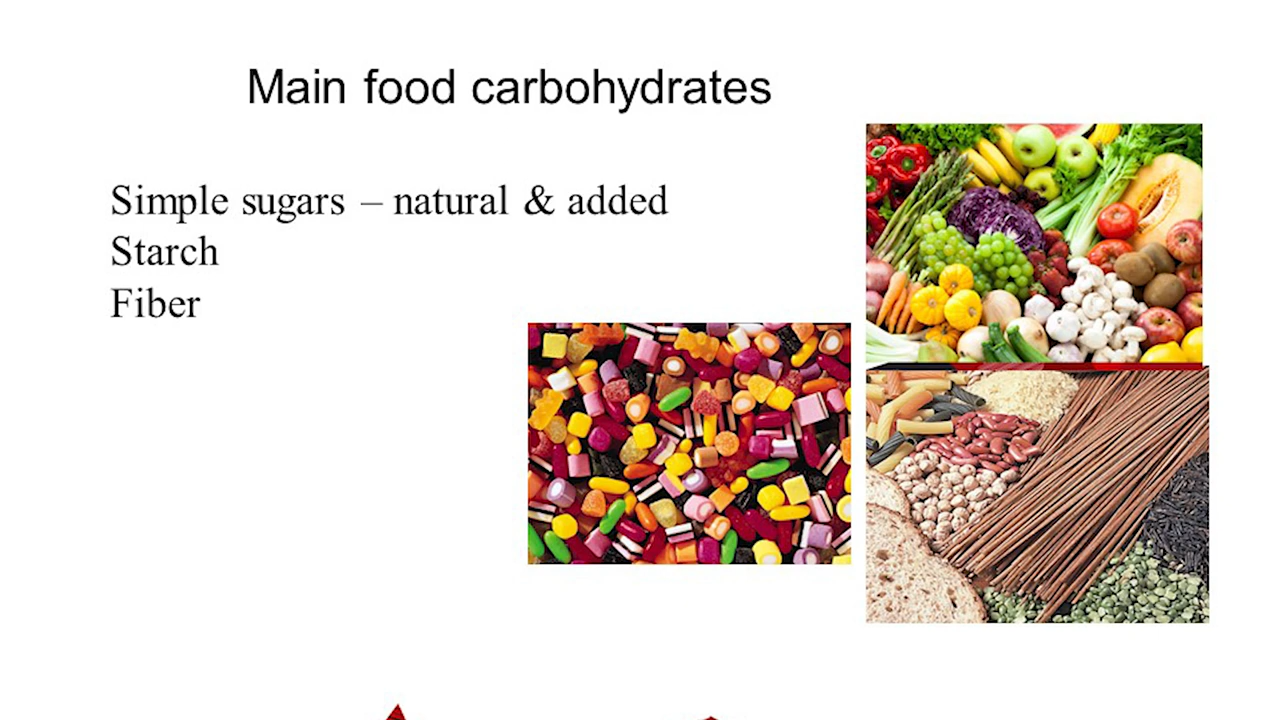 Main food carbohydrates
Simple sugars – natural & added
Starch
Fiber